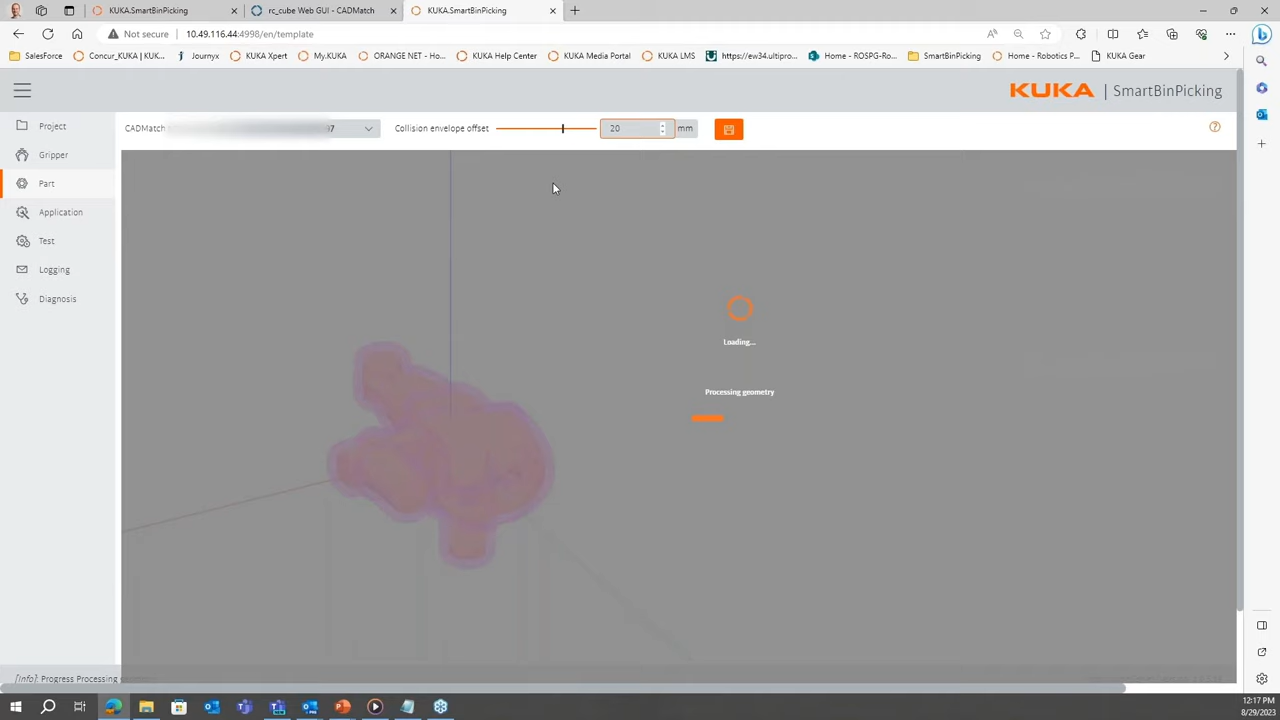 KUKA.SmartBinPicking
rc_cube Web GUI - CADMatch
KUKA.SmartBinPicking
Not secure
10.49.116.44:4998/en/template
SalesForce
Concur_KUKA | KUK...
Journyx
KUKA Xpert
My.KUKA
ORANGE NET - Ho...
KUKA Help Center
KUKA Media Portal
KUKA LMS
https://ew34.ultipro...
Home - ROSPG-Ro...
SmartBinPicking
Home - Robotics P...
KUKA Gear
KUKA | SmartBinPicking
Project
Gripper
Part
Application
Test
Logging
Diagnosis
CADMatch
Collision envelope offset
20
mm
Loading...
Processing geometry
[Info]: Progress Processing
12:17 PM
8/29/2023